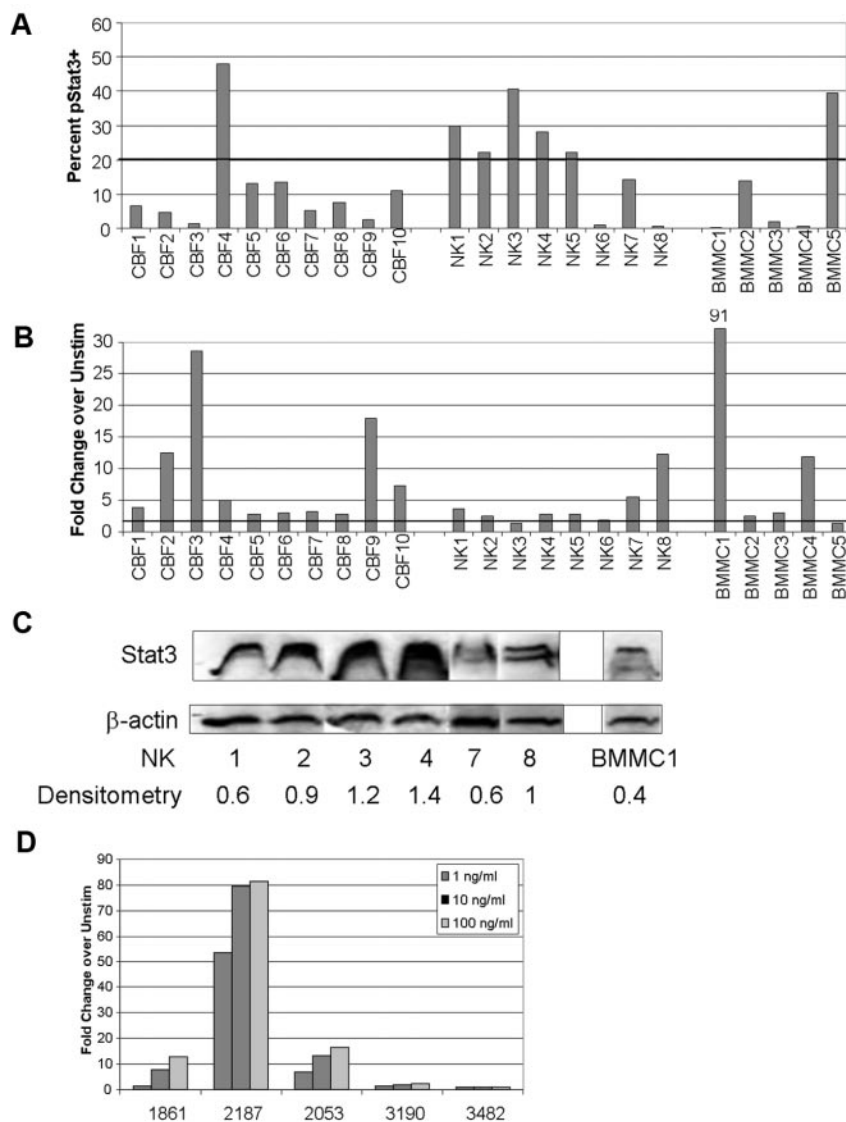 A
Percent pStat3+
60
50
40
30
20
10
0
CBF1 CBF2 CBF3 CBF4 CBF5 CBF6 CBF7 CBF8 CBF9 CBF10 NK1 NK2 NK3 NK4 NK5 NK6 NK7 NK8 BMMC1 BMMC2 BMMC3 BMMC4 BMMC5
B
Fold Change over Unstim
91
30
25
20
15
10
5
0
CBF1 CBF2 CBF3 CBF4 CBF5 CBF6 CBF7 CBF8 CBF9 CBF10 NK1 NK2 NK3 NK4 NK5 NK6 NK7 NK8 BMMC1 BMMC2 BMMC3 BMMC4 BMMC5
C
Stat3
β-actin
NK 1 2 3 4 7 8 BMMC1
Densitometry 0.6 0.9 1.2 1.4 0.6 1 0.4
D
Fold Change over Unstim
90
80
70
60
50
40
30
20
10
0
1 ng/ml
10 ng/ml
100 ng/ml
1861 2187 2053 3190 3482